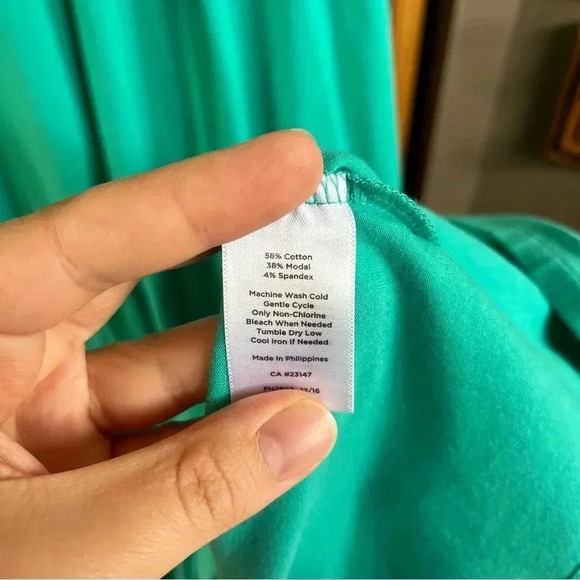 58% Cotton
38% Modal
4% Spandex
Machine Wash Cold
Gentle Cycle
Only Non-Chlorine
Bleach When Needed
Tumble Dry Low
Cool Iron if Needed
Made in Philippines
CA #23147